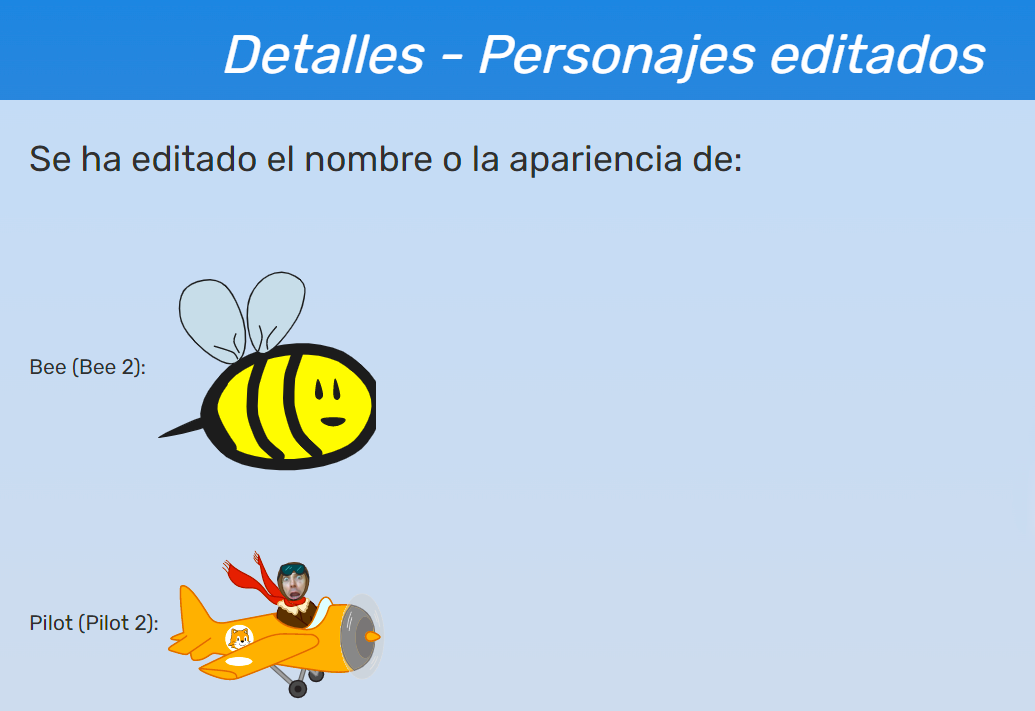 Detalles - Personajes editados
Se ha editado el nombre o la apariencia de:
Bee (Bee 2):
Pilot (Pilot 2):